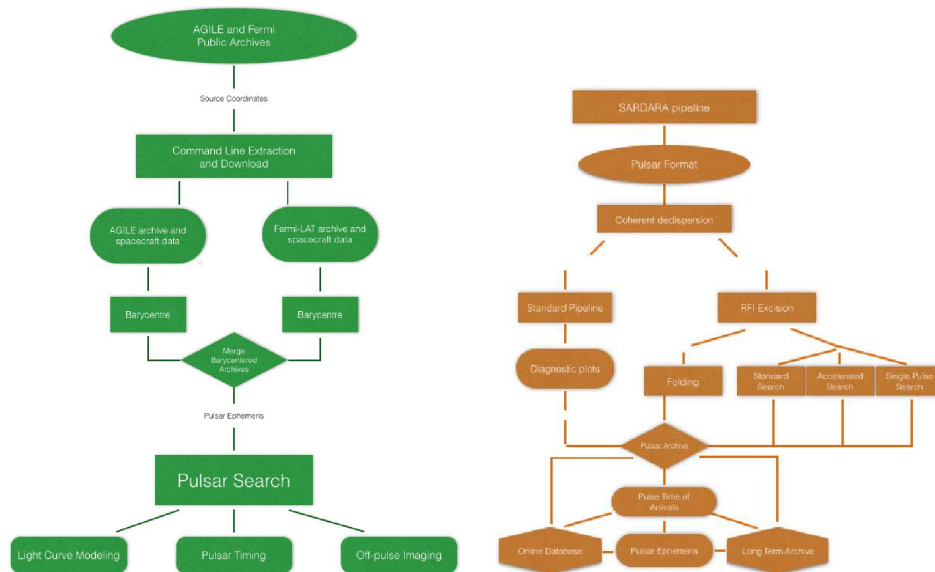 AGILE and Fermi
Public Archives
Source Coordinates
Command Line Extraction
and Download
AGILE archive and
spacecraft data
Fermi-LAT archive and
spacecraft data
Barycentre
Barycentre
Merge
Barycentered
Archives
Pulsar Ephemeris
Pulsar Search
Light Curve Modeling
Pulsar Timing
Off-pulse Imaging
SARDARA pipeline
Pulsar Format
Coherent dedispersion
Standard Pipeline
RFI Excision
Diagnostic plots
Folding
Standard
Search
Accelerated
Search
Single Pulse
Search
Pulsar Archive
Pulse Time of
Arrivals
Online Database
Pulsar Ephemeris
Long Term Archive